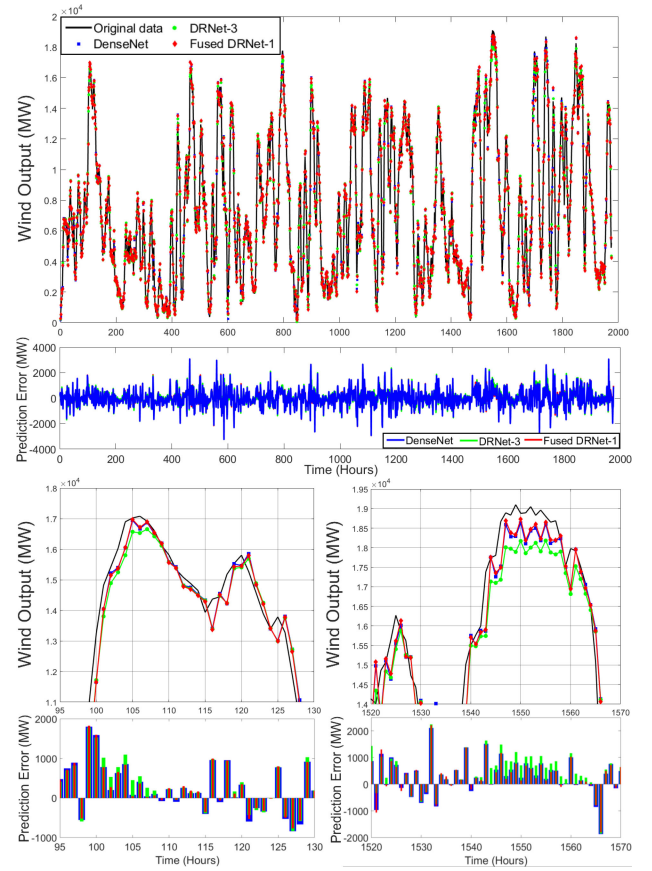 ×10⁴
2
1.8
1.6
1.4
1.2
1
0.8
0.6
0.4
0.2
0
Wind Output (MW)
Original data
DenseNet
DRNet-3
Fused DRNet-1
0 200 400 600 800 1000 1200 1400 1600 1800 2000
Prediction Error (MW)
4000
2000
0
-2000
-4000
DenseNet DRNet-3 Fused DRNet-1
0 200 400 600 800 1000 1200 1400 1600 1800 2000
Time (Hours)
×10⁴
1.8
1.7
1.6
1.5
1.4
1.3
1.2
1.1
Wind Output (MW)
95 100 105 110 115 120 125 130
×10⁴
1.95
1.9
1.85
1.8
1.75
1.7
1.65
1.6
1.55
1.5
1.45
1.4
Wind Output (MW)
1520 1530 1540 1550 1560 1570
Prediction Error (MW)
2000
1000
0
-1000
95 100 105 110 115 120 125 130
Time (Hours)
Prediction Error (MW)
2000
1000
0
-1000
-2000
1520 1530 1540 1550 1560 1570
Time (Hours)